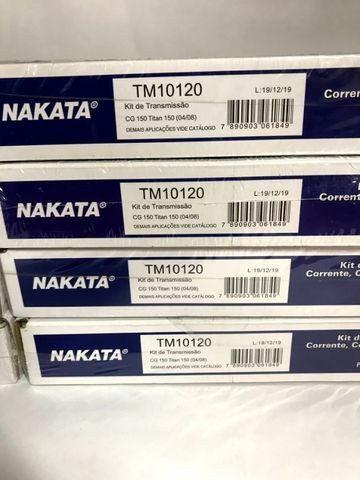 NAKATA®
TM10120
L:19/12/19
Kit de Transmissão
CG 150 Titan 150 (04/08)
DEMAIS APLICAÇÕES VIDE CATÁLOGO
7 890903 061849
Corrente
NAKATA®
TM10120
L:19/12/19
Kit de Transmissão
CG 150 Titan 150 (04/08)
DEMAIS APLICAÇÕES VIDE CATÁLOGO
7 890903 061849
Corrente
NAKATA®
TM10120
L:19/12/19
Kit de Transmissão
CG 150 Titan 150 (04/08)
DEMAIS APLICAÇÕES VIDE CATÁLOGO
7 890903 061849
Kit de
Corrente, Co
NAKATA®
TM10120
L:19/12/19
Kit de Transmissão
CG 150 Titan 150 (04/08)
DEMAIS APLICAÇÕES VIDE CATÁLOGO
7 890903 061849
Kit d
Corrente, Co
P